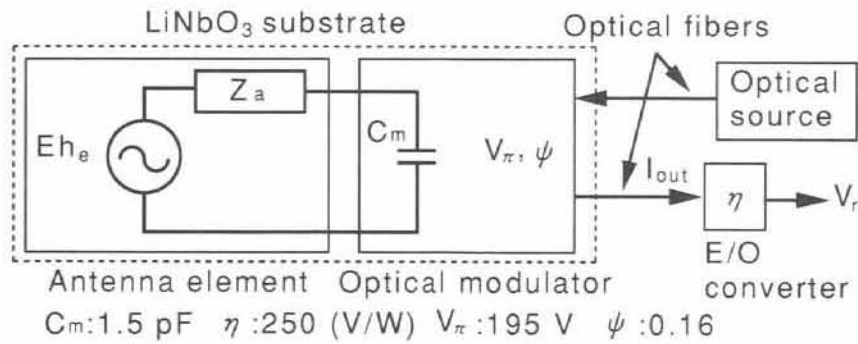 LiNbO₃ substrate
Optical fibers
Optical source
Za
Ehe
Cm
Vπ, ψ
Iout
η
Vr
E/O converter
Antenna element
Optical modulator
Cm:1.5 pF η:250 (V/W) Vπ:195 V ψ:0.16